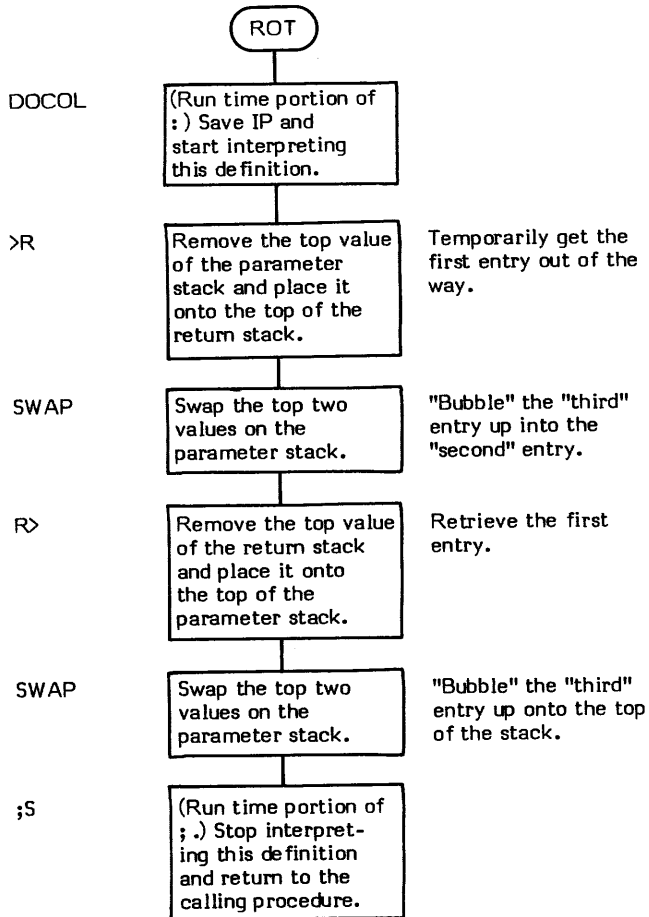 ROT
DOCOL
(Run time portion of
: ) Save IP and
start interpreting
this definition.
>R
Remove the top value
of the parameter
stack and place it
onto the top of the
return stack.
Temporarily get the
first entry out of the
way.
SWAP
Swap the top two
values on the
parameter stack.
"Bubble" the "third"
entry up into the
"second" entry.
R>
Remove the top value
of the return stack
and place it onto
the top of the
parameter stack.
Retrieve the first
entry.
SWAP
Swap the top two
values on the
parameter stack.
"Bubble" the "third"
entry up onto the top
of the stack.
;S
(Run time portion of
; .) Stop interpret-
ing this definition
and return to the
calling procedure.